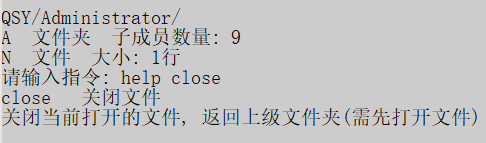 QSY/Administrator/
A  文件夹  子成员数量: 9
N  文件  大小: 1行
请输入指令: help close
close   关闭文件
关闭当前打开的文件, 返回上级文件夹(需先打开文件)